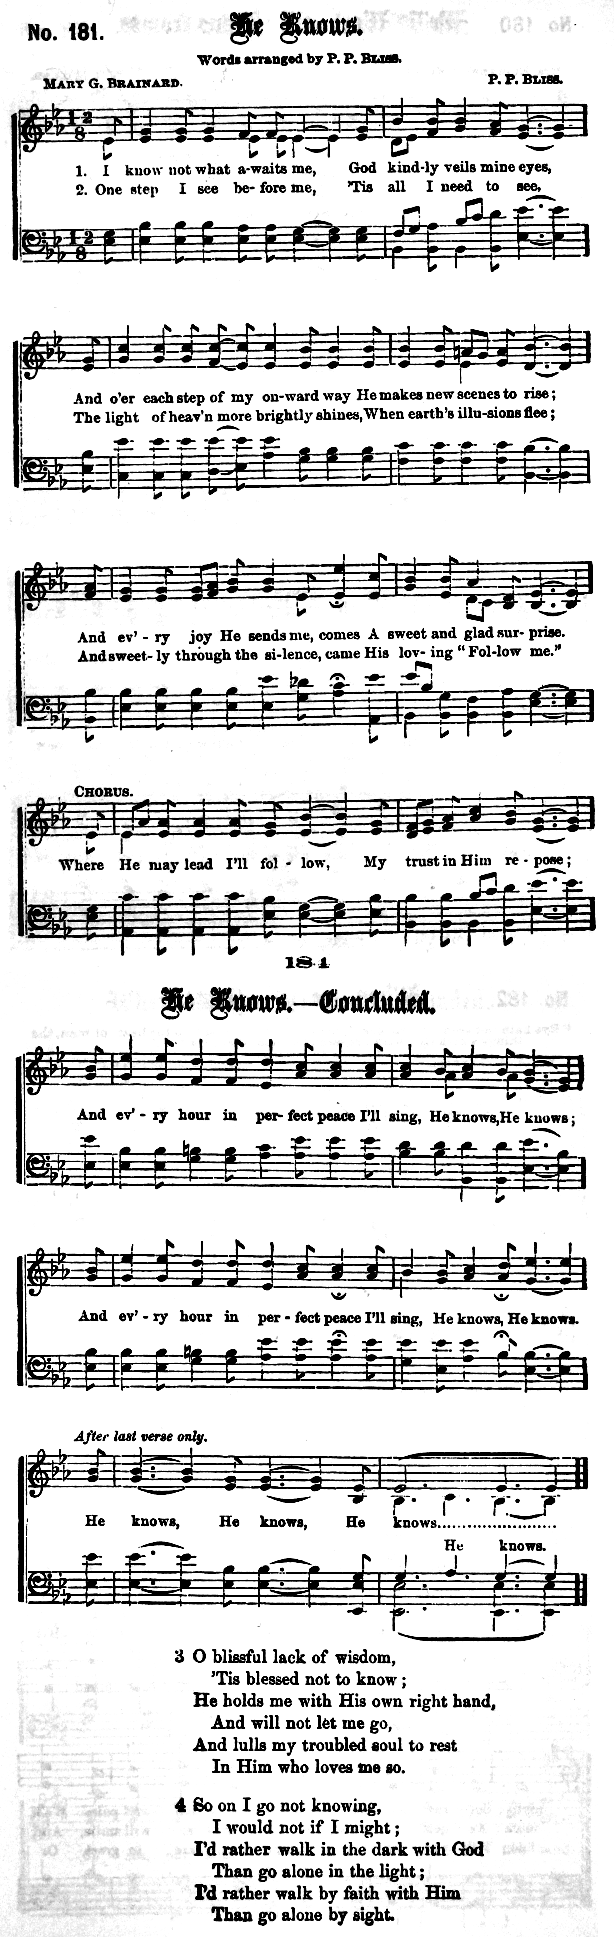 No. 181.
He Knows.
Words arranged by P. P. BLISS.
MARY G. BRAINARD.
P. P. BLISS.
1. I know not what a-waits me, God kind-ly veils mine eyes,
2. One step I see be-fore me, 'Tis all I need to see,
And o'er each step of my on-ward way He makes new scenes to rise;
The light of heav'n more brightly shines, When earth's illu-sions flee;
And ev'-ry joy He sends me, comes A sweet and glad sur-prise.
And sweet-ly through the si-lence, came His lov-ing "Fol-low me."
CHORUS.
Where He may lead I'll fol-low, My trust in Him re-pose;
184
He Knows.—Concluded.
And ev'-ry hour in per-fect peace I'll sing, He knows, He knows;
And ev'-ry hour in per-fect peace I'll sing, He knows, He knows.
After last verse only.
He knows, He knows, He knows........................
He knows.
3 O blissful lack of wisdom,
'Tis blessed not to know;
He holds me with His own right hand,
And will not let me go,
And lulls my troubled soul to rest
In Him who loves me so.
4 So on I go not knowing,
I would not if I might;
I'd rather walk in the dark with God
Than go alone in the light;
I'd rather walk by faith with Him
Than go alone by sight.